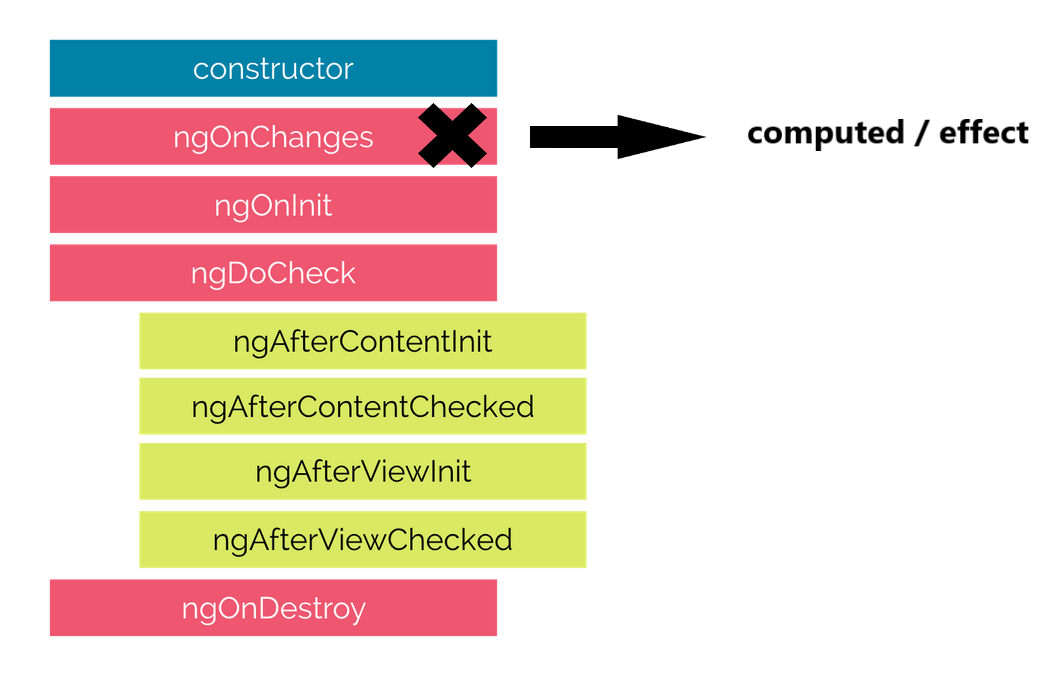 constructor
ngOnChanges
computed / effect
ngOnInit
ngDoCheck
ngAfterContentInit
ngAfterContentChecked
ngAfterViewInit
ngAfterViewChecked
ngOnDestroy